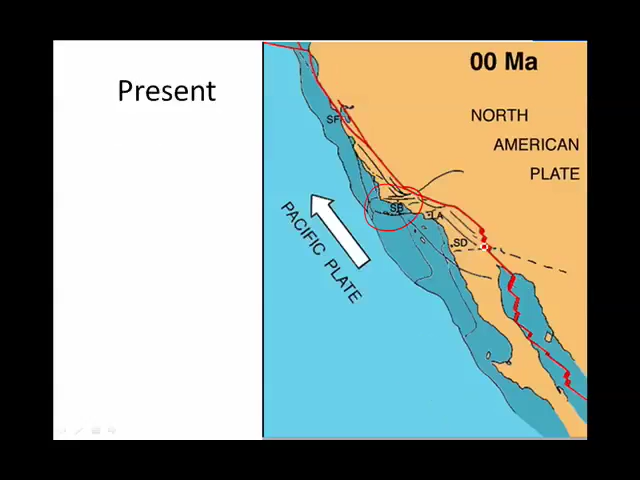 Present
00 Ma
NORTH
AMERICAN
PLATE
SF
SB
LA
SD
PACIFIC PLATE